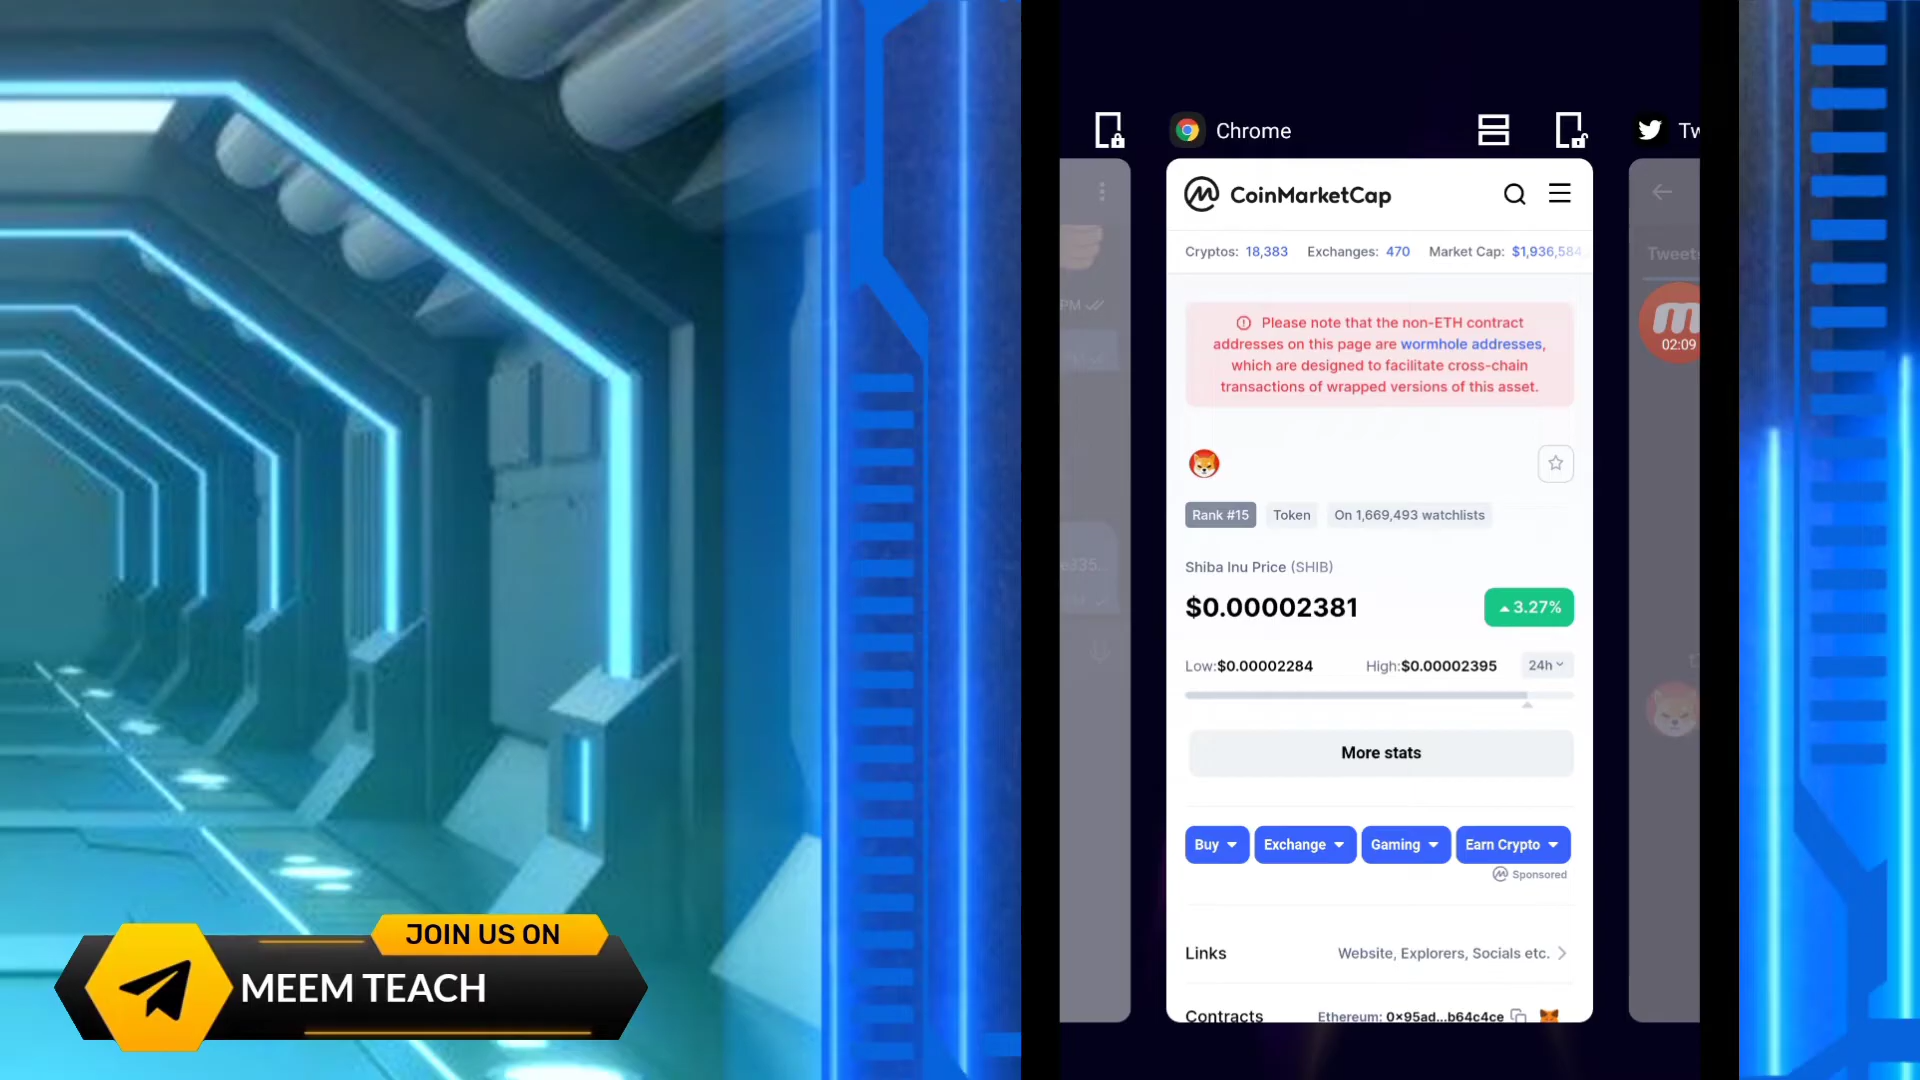 Chrome
CoinMarketCap
Cryptos: 18,383 Exchanges: 470 Market Cap: $1,936,584
Tweets
PM
Please note that the non-ETH contract
addresses on this page are wormhole addresses,
which are designed to facilitate cross-chain
transactions of wrapped versions of this asset.
02:09
Rank #15 Token On 1,669,493 watchlists
Shiba Inu Price (SHIB)
$0.00002381 3.27%
Low:$0.00002284 High:$0.00002395 24h
More stats
Buy Exchange Gaming Earn Crypto
Sponsored
Links Website, Explorers, Socials etc.
Contracts Ethereum: 0x95ad...b64c4ce
JOIN US ON
MEEM TEACH